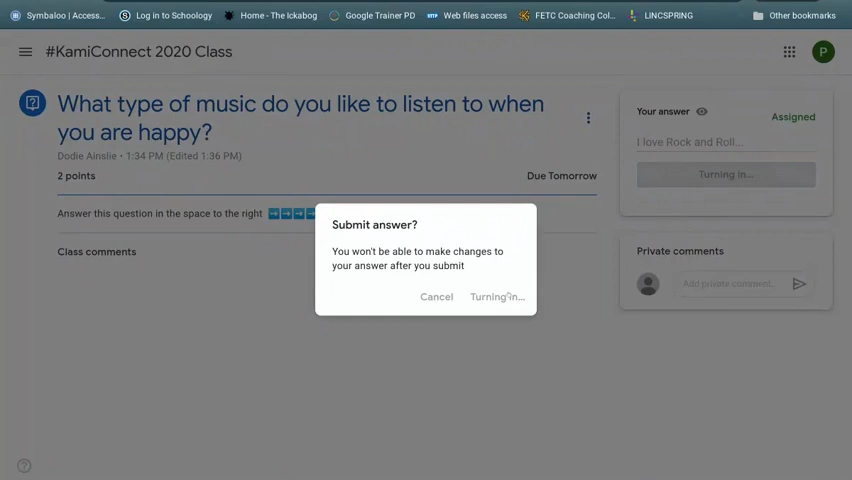 Symbaloo | Access...
Log in to Schoology
Home - The Ickabog
Google Trainer PD
Web files access
FETC Coaching Col...
LINCSPRING
Other bookmarks
#KamiConnect 2020 Class
P
What type of music do you like to listen to when
you are happy?
Dodie Ainslie • 1:34 PM (Edited 1:36 PM)
2 points
Due Tomorrow
Answer this question in the space to the right
Class comments
Your answer
Assigned
I love Rock and Roll...
Turning in...
Private comments
Add private comment...
Submit answer?
You won't be able to make changes to
your answer after you submit
Cancel
Turning in...